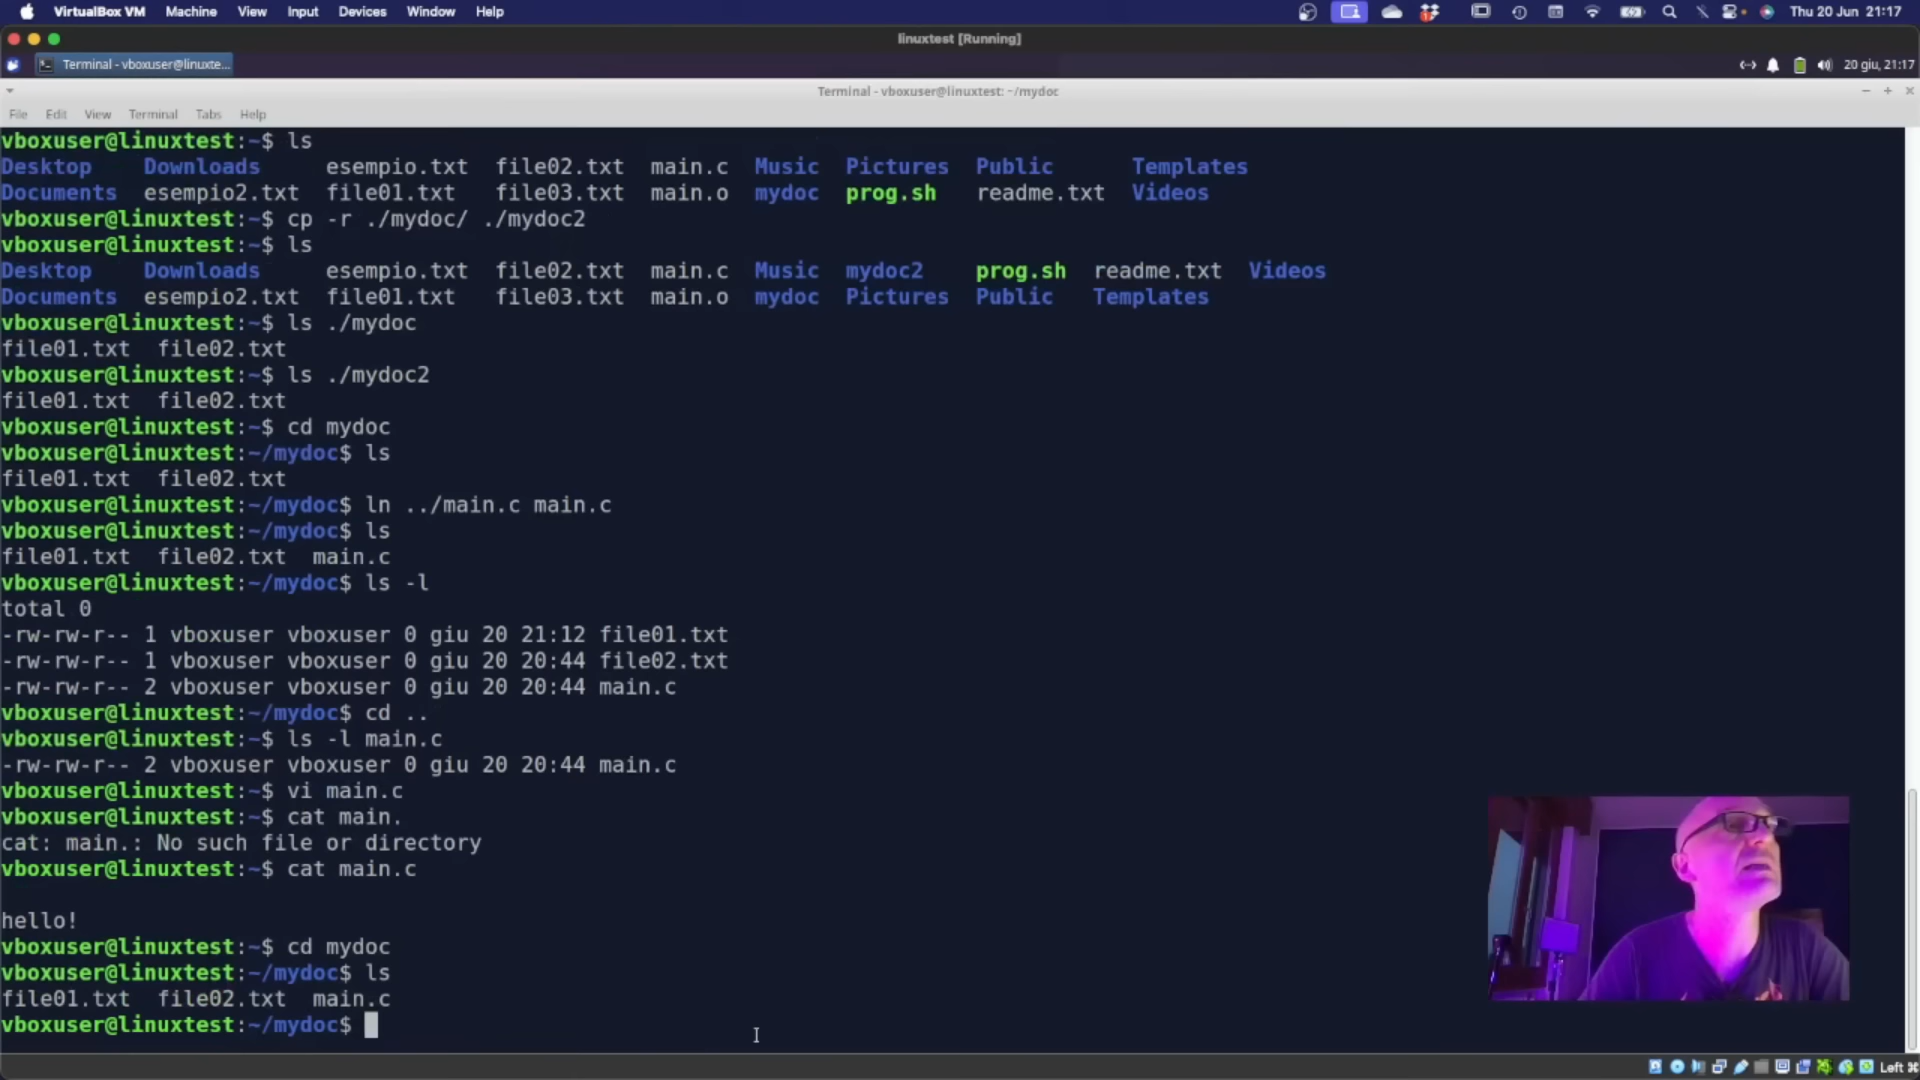 VirtualBox VM Machine View Input Devices Window Help Thu 20 Jun 21:17
linuxtest [Running]
Terminal - vboxuser@linuxte... 20 giu, 21:17
Terminal - vboxuser@linuxtest: ~/mydoc
File Edit View Terminal Tabs Help
vboxuser@linuxtest:~$ ls
Desktop Downloads esempio.txt file02.txt main.c Music Pictures Public Templates
Documents esempio2.txt file01.txt file03.txt main.o mydoc prog.sh readme.txt Videos
vboxuser@linuxtest:~$ cp -r ./mydoc/ ./mydoc2
vboxuser@linuxtest:~$ ls
Desktop Downloads esempio.txt file02.txt main.c Music mydoc2 prog.sh readme.txt Videos
Documents esempio2.txt file01.txt file03.txt main.o mydoc Pictures Public Templates
vboxuser@linuxtest:~$ ls ./mydoc
file01.txt file02.txt
vboxuser@linuxtest:~$ ls ./mydoc2
file01.txt file02.txt
vboxuser@linuxtest:~$ cd mydoc
vboxuser@linuxtest:~/mydoc$ ls
file01.txt file02.txt
vboxuser@linuxtest:~/mydoc$ ln ../main.c main.c
vboxuser@linuxtest:~/mydoc$ ls
file01.txt file02.txt main.c
vboxuser@linuxtest:~/mydoc$ ls -l
total 0
-rw-rw-r-- 1 vboxuser vboxuser 0 giu 20 21:12 file01.txt
-rw-rw-r-- 1 vboxuser vboxuser 0 giu 20 20:44 file02.txt
-rw-rw-r-- 2 vboxuser vboxuser 0 giu 20 20:44 main.c
vboxuser@linuxtest:~/mydoc$ cd ..
vboxuser@linuxtest:~$ ls -l main.c
-rw-rw-r-- 2 vboxuser vboxuser 0 giu 20 20:44 main.c
vboxuser@linuxtest:~$ vi main.c
vboxuser@linuxtest:~$ cat main.
cat: main.: No such file or directory
vboxuser@linuxtest:~$ cat main.c
hello!
vboxuser@linuxtest:~$ cd mydoc
vboxuser@linuxtest:~/mydoc$ ls
file01.txt file02.txt main.c
vboxuser@linuxtest:~/mydoc$
Left ⌘